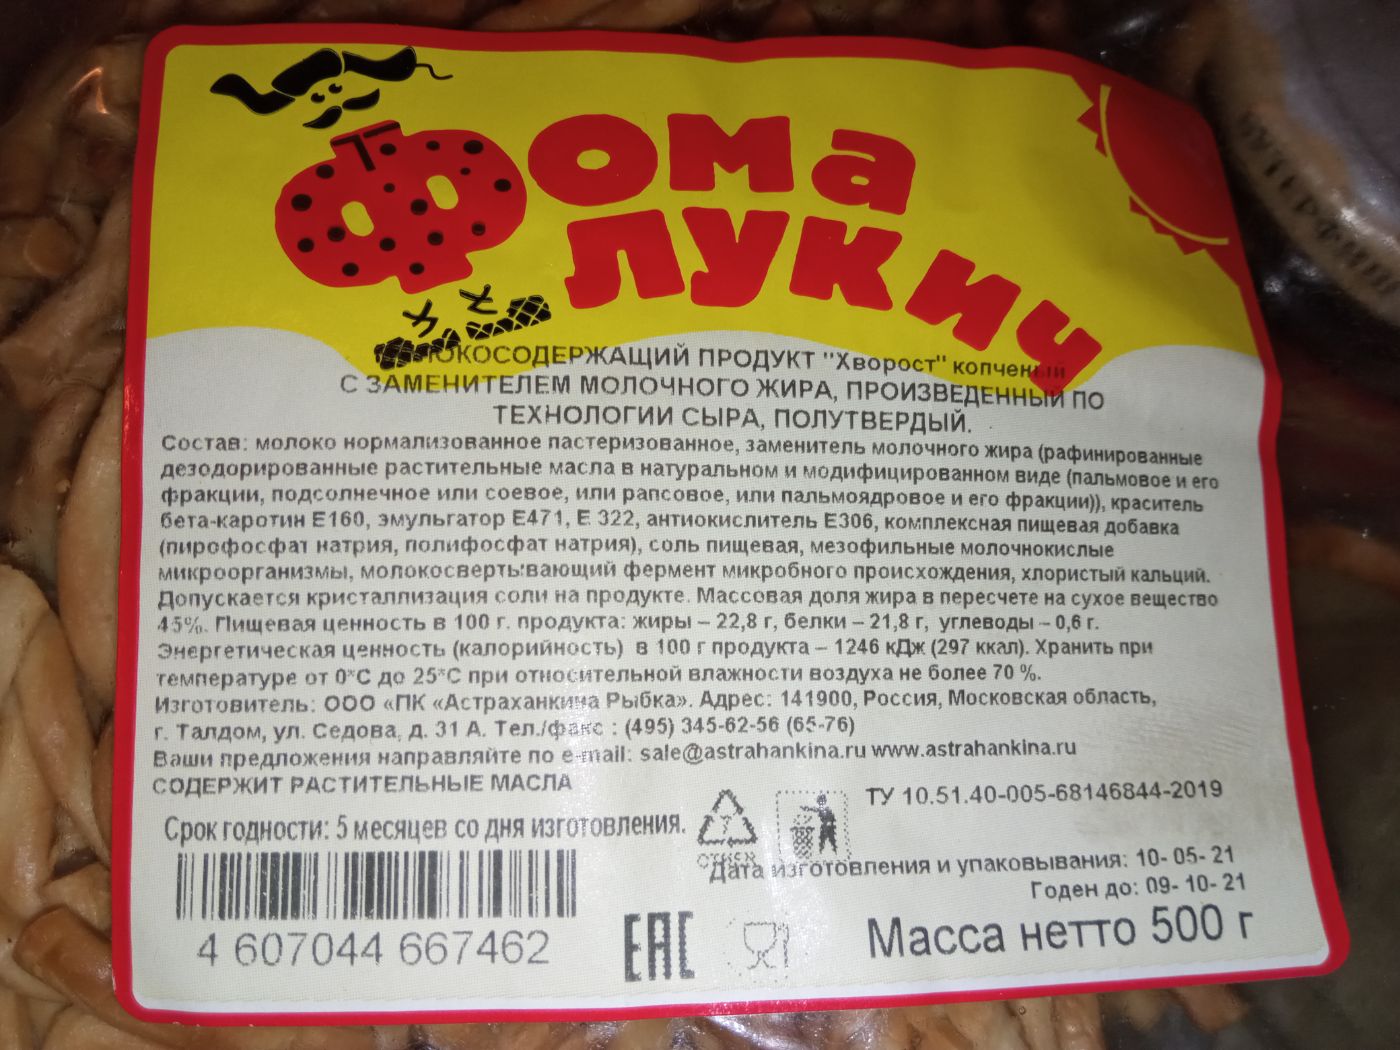 Фома
Лукич
МОЛОКОСОДЕРЖАЩИЙ ПРОДУКТ "Хворост" копченый
С ЗАМЕНИТЕЛЕМ МОЛОЧНОГО ЖИРА, ПРОИЗВЕДЕННЫЙ ПО
ТЕХНОЛОГИИ СЫРА, ПОЛУТВЕРДЫЙ.
Состав: молоко нормализованное пастеризованное, заменитель молочного жира (рафинированные
дезодорированные растительные масла в натуральном и модифицированном виде (пальмовое и его
фракции, подсолнечное или соевое, или рапсовое, или пальмоядровое и его фракции)), краситель
бета-каротин Е160, эмульгатор Е471, Е 322, антиокислитель Е306, комплексная пищевая добавка
(пирофосфат натрия, полифосфат натрия), соль пищевая, мезофильные молочнокислые
микроорганизмы, молокосвертывающий фермент микробного происхождения, хлористый кальций.
Допускается кристаллизация соли на продукте. Массовая доля жира в пересчете на сухое вещество
45%. Пищевая ценность в 100 г. продукта: жиры – 22,8 г, белки – 21,8 г, углеводы – 0,6 г.
Энергетическая ценность (калорийность) в 100 г продукта – 1246 кДж (297 ккал). Хранить при
температуре от 0°С до 25°С при относительной влажности воздуха не более 70 %.
Изготовитель: ООО «ПК «Астраханкина Рыбка». Адрес: 141900, Россия, Московская область,
г. Талдом, ул. Седова, д. 31 А. Тел./факс : (495) 345-62-56 (65-76)
Ваши предложения направляйте по e-mail: sale@astrahankina.ru www.astrahankina.ru
СОДЕРЖИТ РАСТИТЕЛЬНЫЕ МАСЛА
ТУ 10.51.40-005-68146844-2019
Срок годности: 5 месяцев со дня изготовления.
7
OTHER
Дата изготовления и упаковывания: 10- 05- 21
Годен до: 09- 10- 21
Масса нетто 500 г
4 607044 667462
EAC